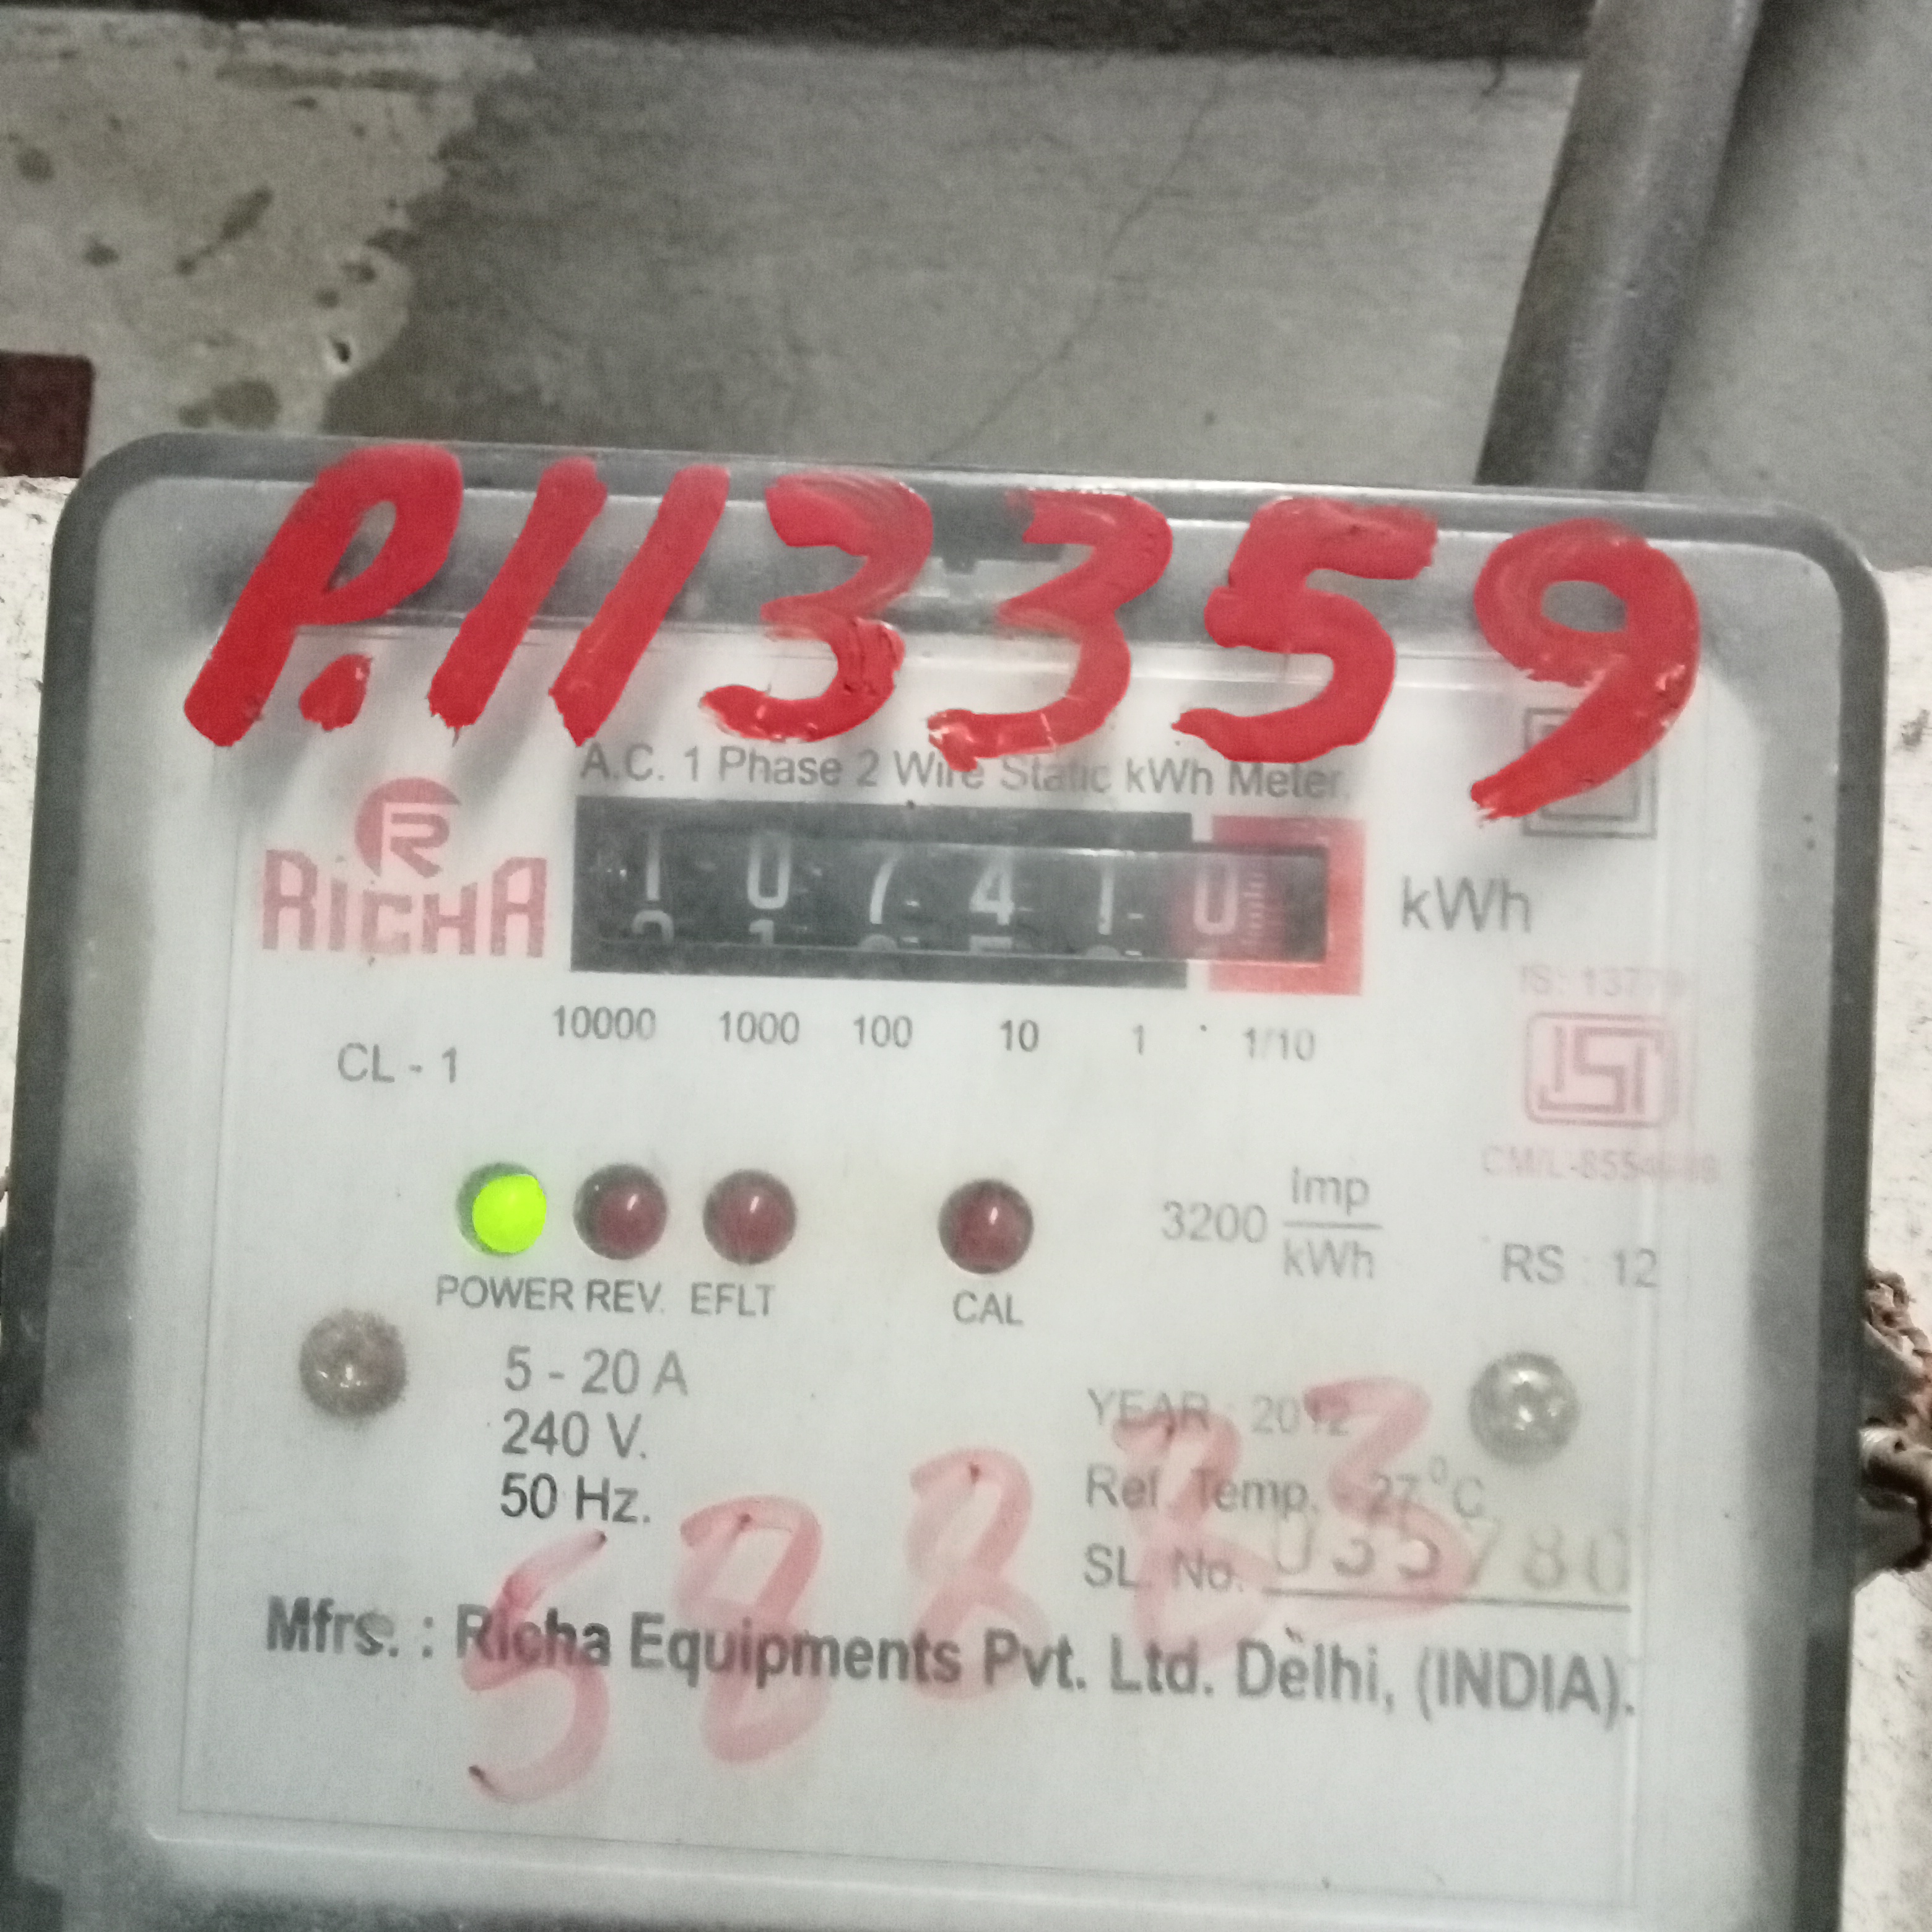 P.113359
A.C. 1 Phase 2 Wire Static kWh Meter.
RICHA
1 0 7 4 1 0 kWh
10000 1000 100 10 1 1/10
CL - 1
ISI
3200 Imp
kWh
RS : 12
POWER REV. EFLT CAL
5 - 20 A
240 V.
50 Hz.
YEAR : 2012
Ref. Temp. - 27°C
SL. No. 035780
Mfrs. : Richa Equipments Pvt. Ltd. Delhi, (INDIA).